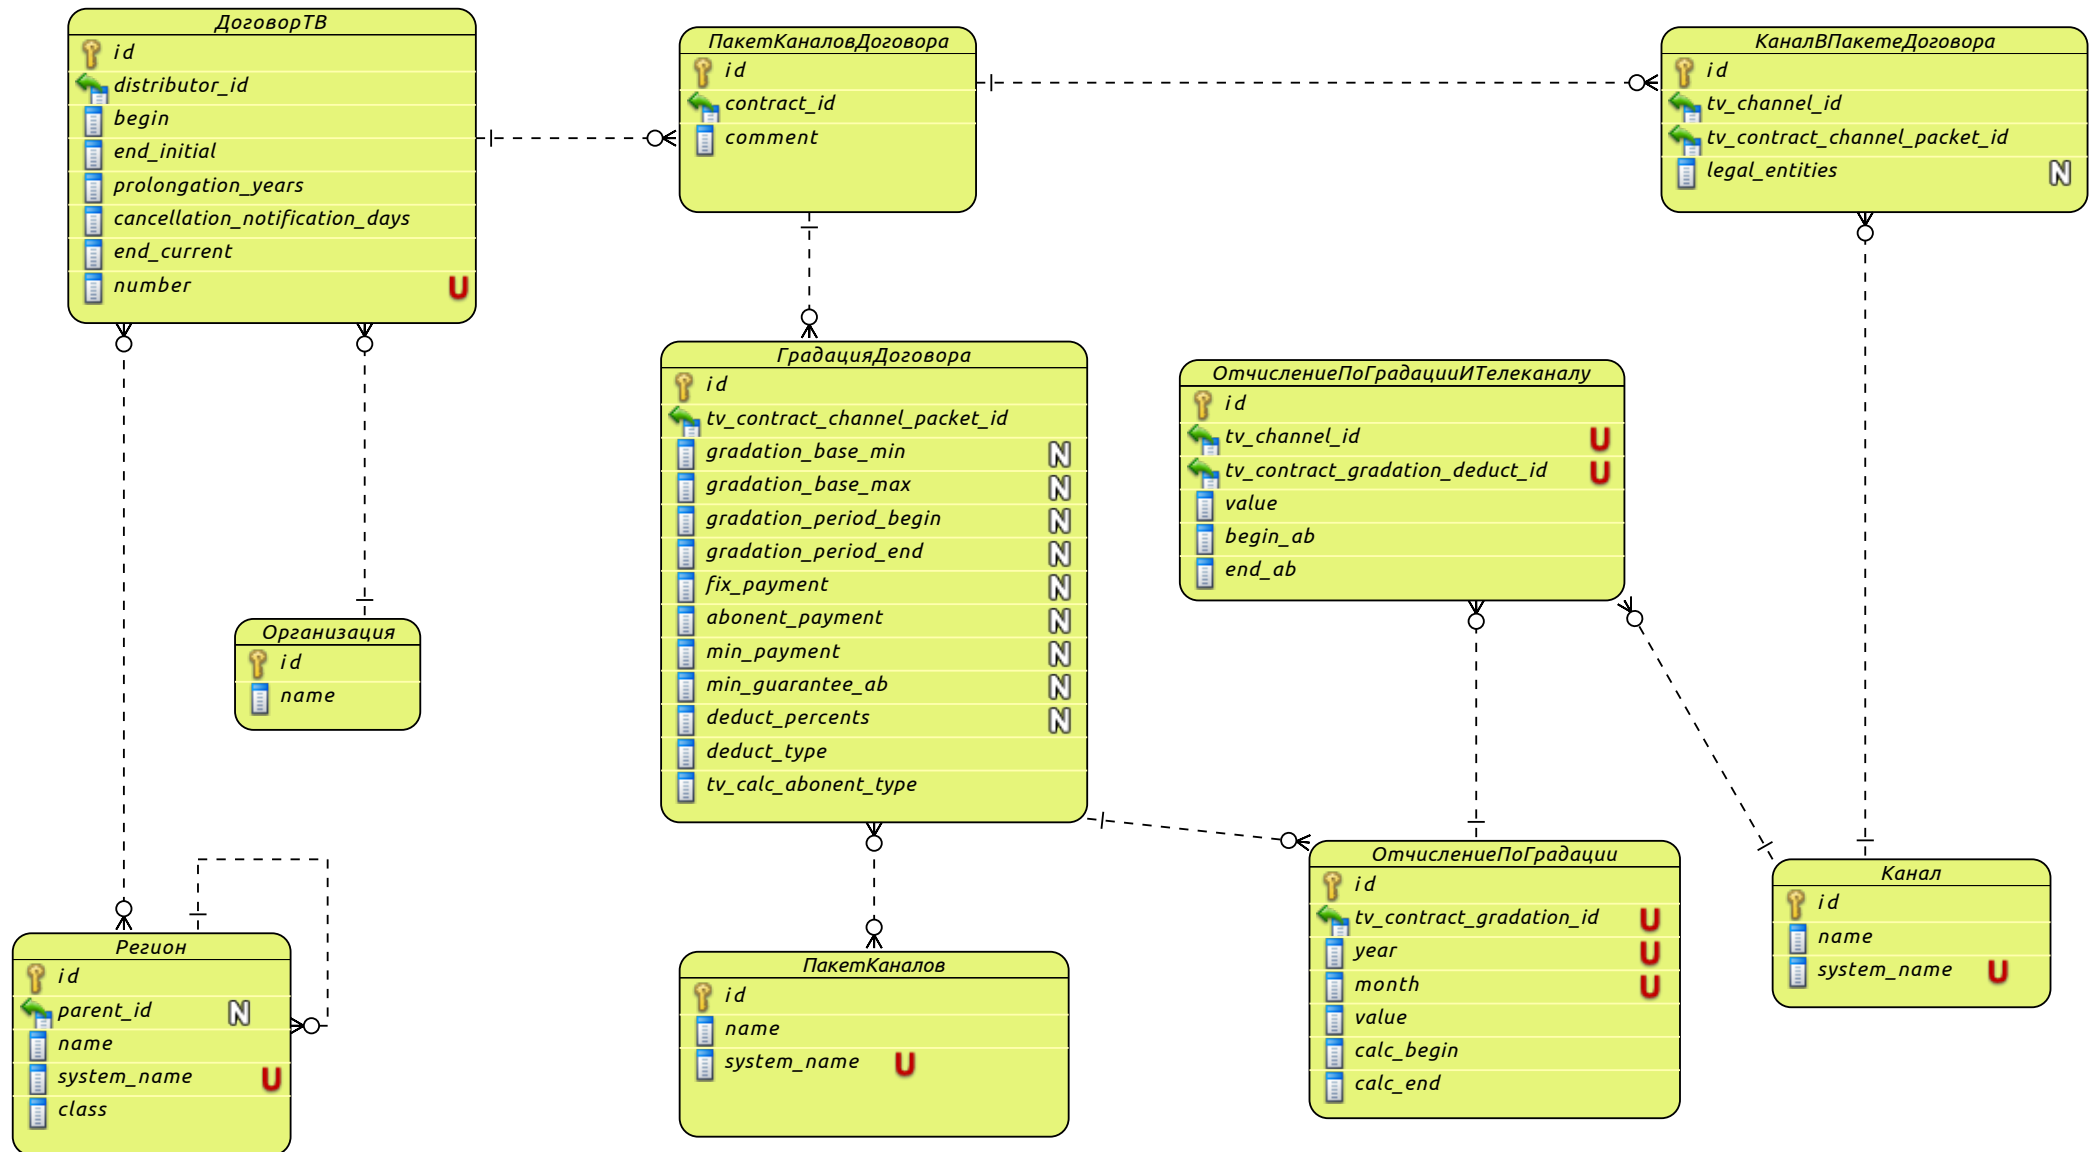 ДоговорТВ
id
distributor_id
begin
end_initial
prolongation_years
cancellation_notification_days
end_current
number U
ПакетКаналовДоговора
id
contract_id
comment
КаналВПакетеДоговора
id
tv_channel_id
tv_contract_channel_packet_id
legal_entities N
ГрадацияДоговора
id
tv_contract_channel_packet_id
gradation_base_min N
gradation_base_max N
gradation_period_begin N
gradation_period_end N
fix_payment N
abonent_payment N
min_payment N
min_guarantee_ab N
deduct_percents N
deduct_type
tv_calc_abonent_type
ОтчислениеПоГрадацииИТелеканалу
id
tv_channel_id U
tv_contract_gradation_deduct_id U
value
begin_ab
end_ab
Организация
id
name
Регион
id
parent_id N
name
system_name U
class
ПакетКаналов
id
name
system_name U
ОтчислениеПоГрадации
id
tv_contract_gradation_id U
year U
month U
value
calc_begin
calc_end
Канал
id
name
system_name U